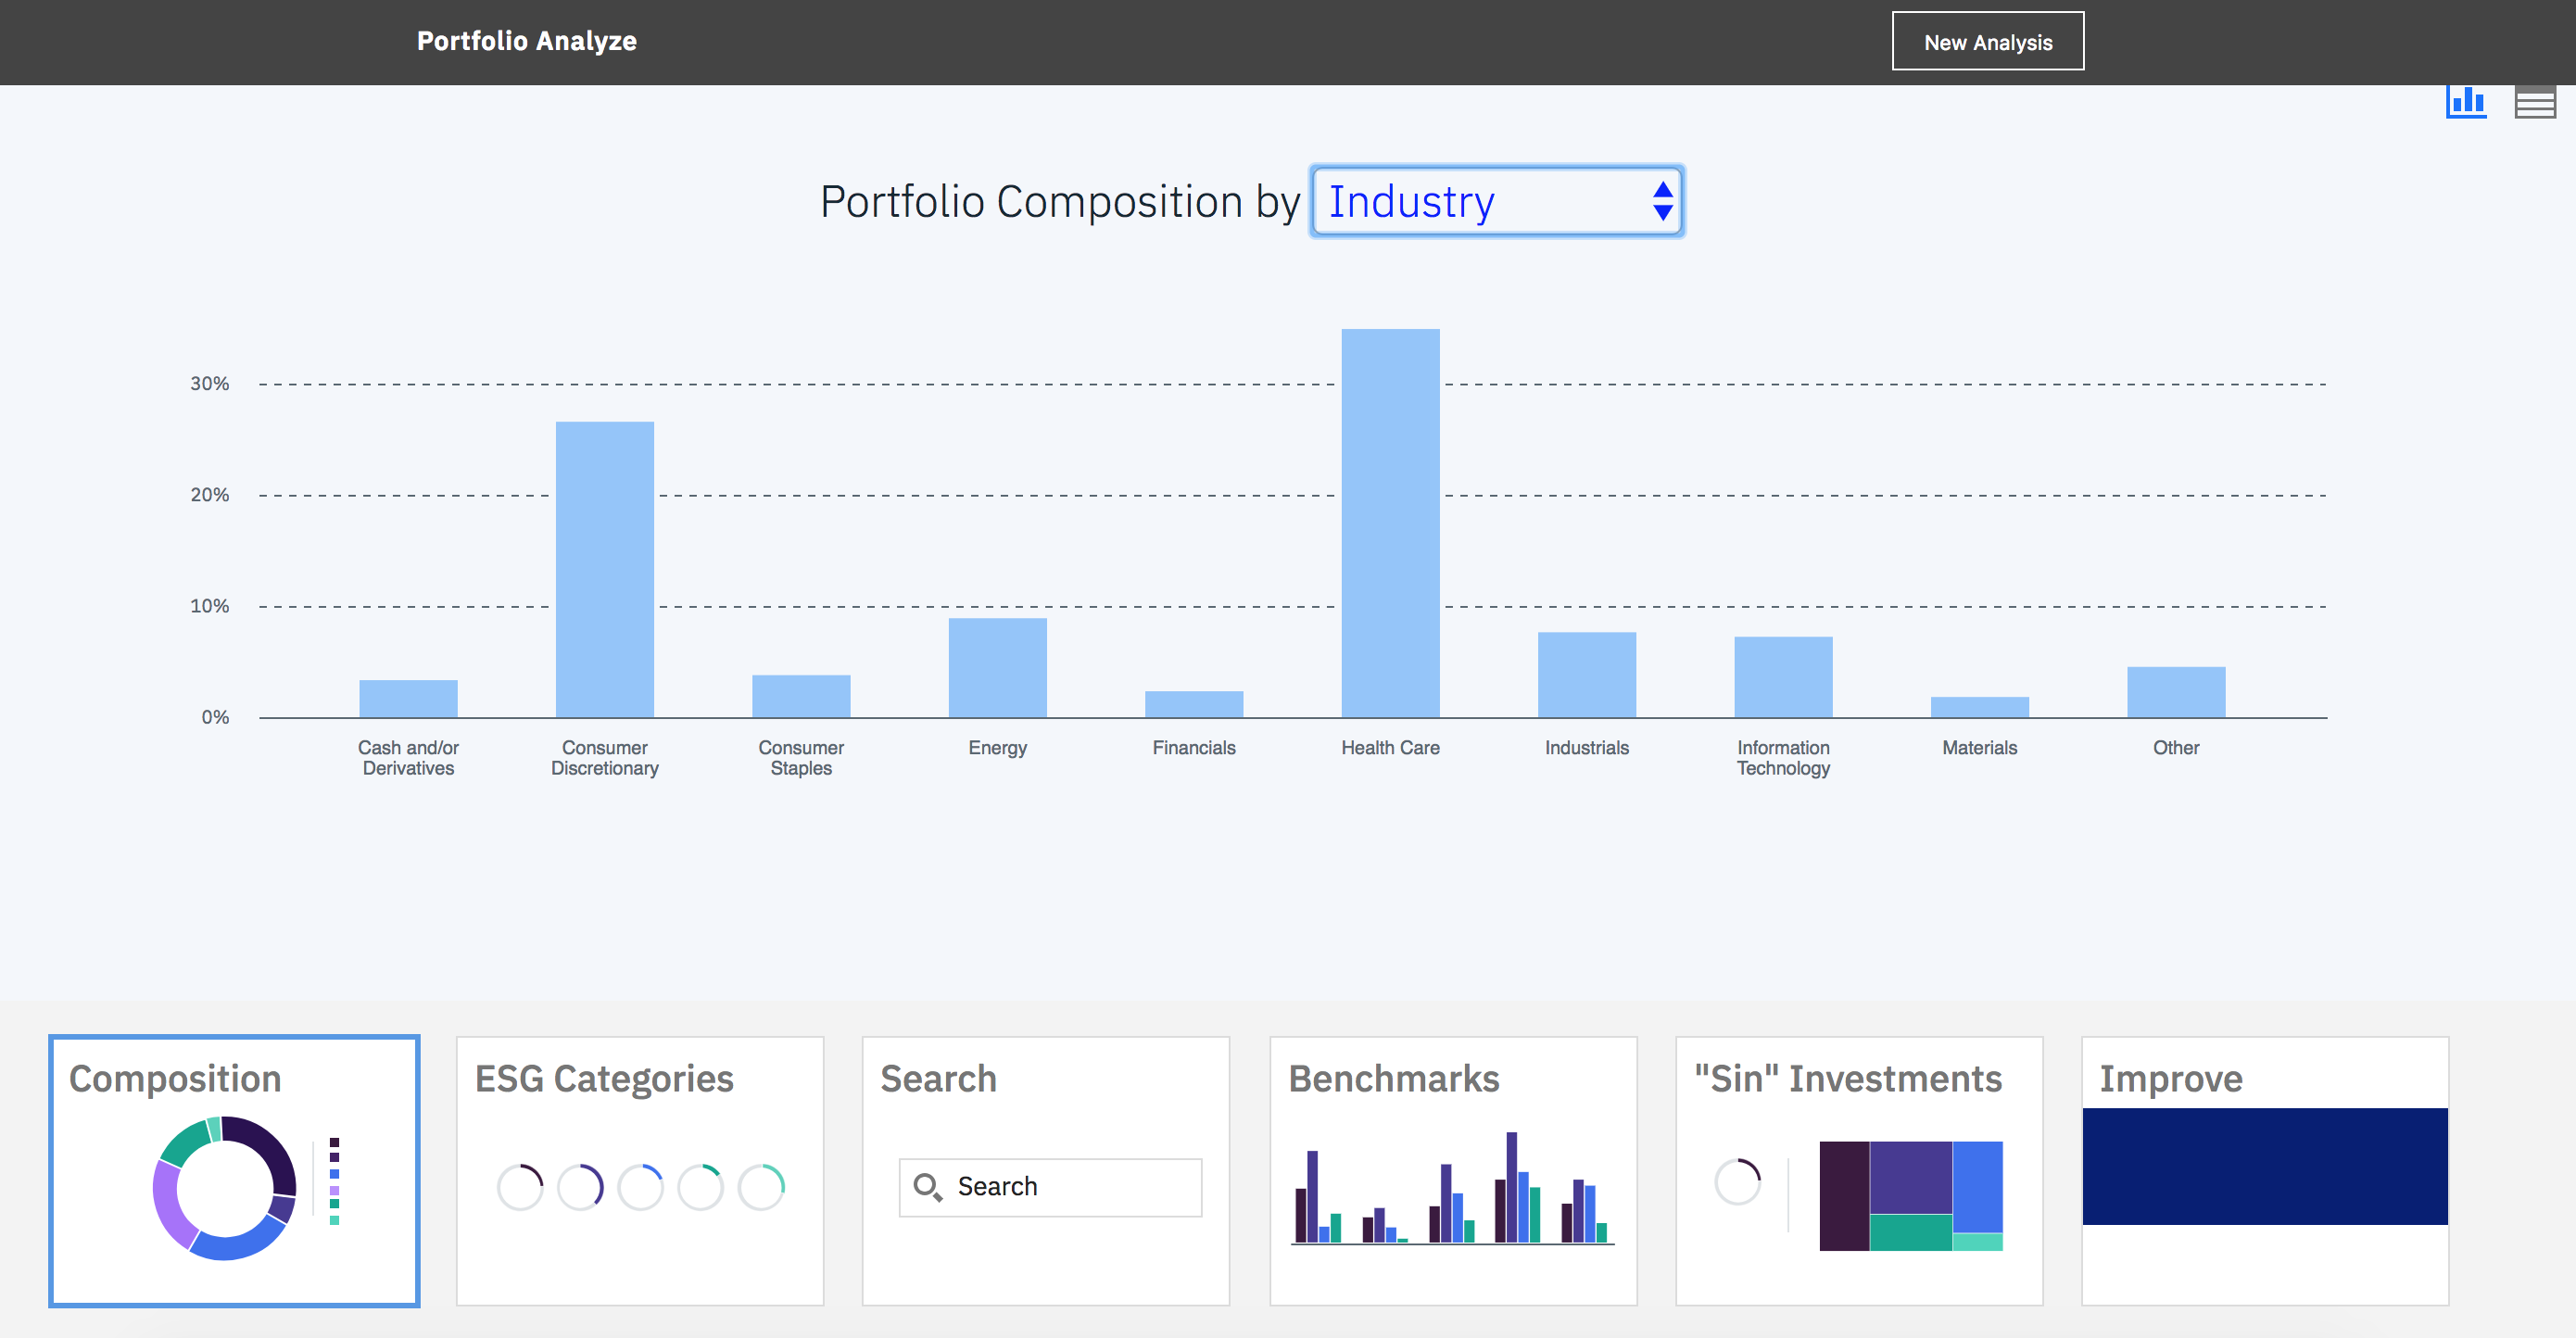 Portfolio Analyze
New Analysis
Portfolio Composition by Industry
30%
20%
10%
0%
Cash and/or
Derivatives
Consumer
Discretionary
Consumer
Staples
Energy
Financials
Health Care
Industrials
Information
Technology
Materials
Other
Composition
ESG Categories
Search
Search
Benchmarks
"Sin" Investments
Improve